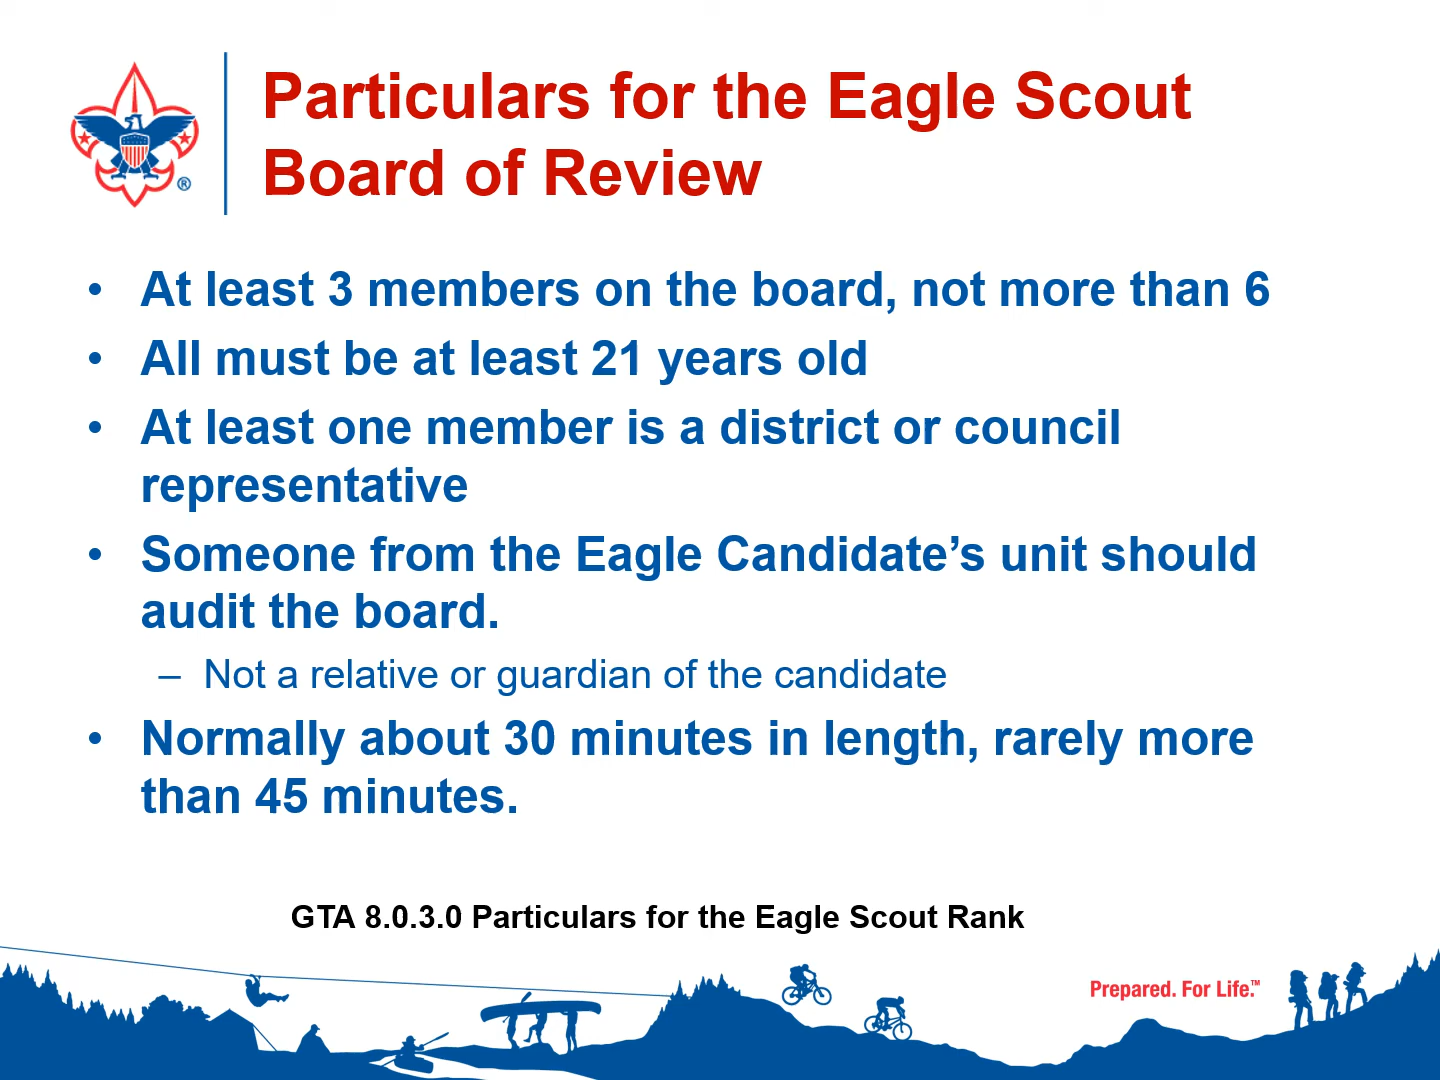 Particulars for the Eagle Scout
Board of Review
• At least 3 members on the board, not more than 6
• All must be at least 21 years old
• At least one member is a district or council
representative
• Someone from the Eagle Candidate’s unit should
audit the board.
– Not a relative or guardian of the candidate
• Normally about 30 minutes in length, rarely more
than 45 minutes.
GTA 8.0.3.0 Particulars for the Eagle Scout Rank
Prepared. For Life.™
®